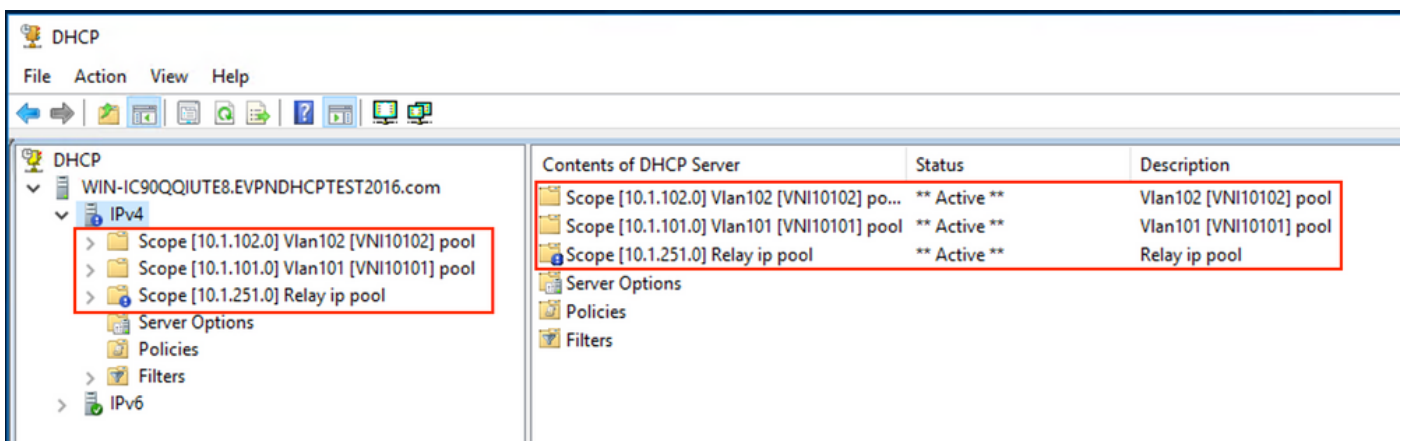 DHCP
File Action View Help
DHCP
WIN-IC90QQIUTE8.EVPNDHCPTEST2016.com
IPv4
Scope [10.1.102.0] Vlan102 [VNI10102] pool
Scope [10.1.101.0] Vlan101 [VNI10101] pool
Scope [10.1.251.0] Relay ip pool
Server Options
Policies
Filters
IPv6
Contents of DHCP Server Status Description
Scope [10.1.102.0] Vlan102 [VNI10102] po... ** Active ** Vlan102 [VNI10102] pool
Scope [10.1.101.0] Vlan101 [VNI10101] pool ** Active ** Vlan101 [VNI10101] pool
Scope [10.1.251.0] Relay ip pool ** Active ** Relay ip pool
Server Options
Policies
Filters